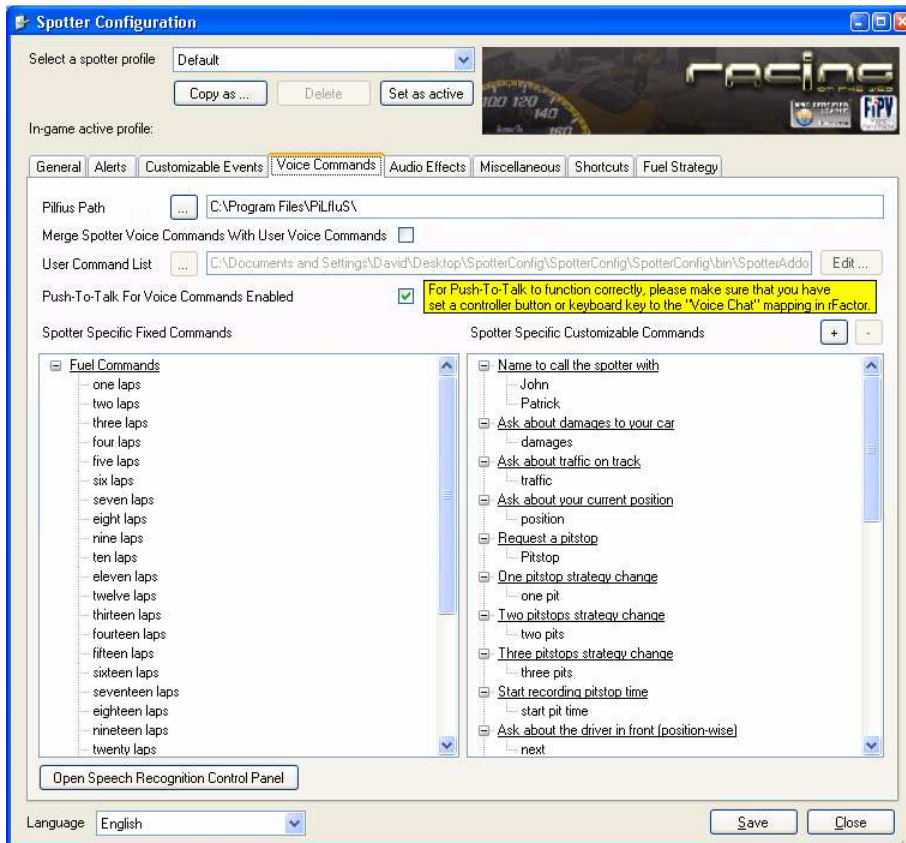 Spotter Configuration
Select a spotter profile Default
Copy as ... Delete Set as active
In-game active profile:
racing
OF THE WEB
100 120
140
160
km/h
FiPV
General Alerts Customizable Events Voice Commands Audio Effects Miscellaneous Shortcuts Fuel Strategy
Pilfius Path ... C:\Program Files\PiLfIuS\
Merge Spotter Voice Commands With User Voice Commands
User Command List ... C:\Documents and Settings\David\Desktop\SpotterConfig\SpotterConfig\SpotterConfig\bin\SpotterAddo Edit ...
Push-To-Talk For Voice Commands Enabled
For Push-To-Talk to function correctly, please make sure that you have
set a controller button or keyboard key to the "Voice Chat" mapping in rFactor.
Spotter Specific Fixed Commands
Spotter Specific Customizable Commands + -
Fuel Commands
one laps
two laps
three laps
four laps
five laps
six laps
seven laps
eight laps
nine laps
ten laps
eleven laps
twelve laps
thirteen laps
fourteen laps
fifteen laps
sixteen laps
seventeen laps
eighteen laps
nineteen laps
twenty laps
Name to call the spotter with
John
Patrick
Ask about damages to your car
damages
Ask about traffic on track
traffic
Ask about your current position
position
Request a pitstop
Pitstop
One pitstop strategy change
one pit
Two pitstops strategy change
two pits
Three pitstops strategy change
three pits
Start recording pitstop time
start pit time
Ask about the driver in front (position-wise)
next
Open Speech Recognition Control Panel
Language English
Save Close